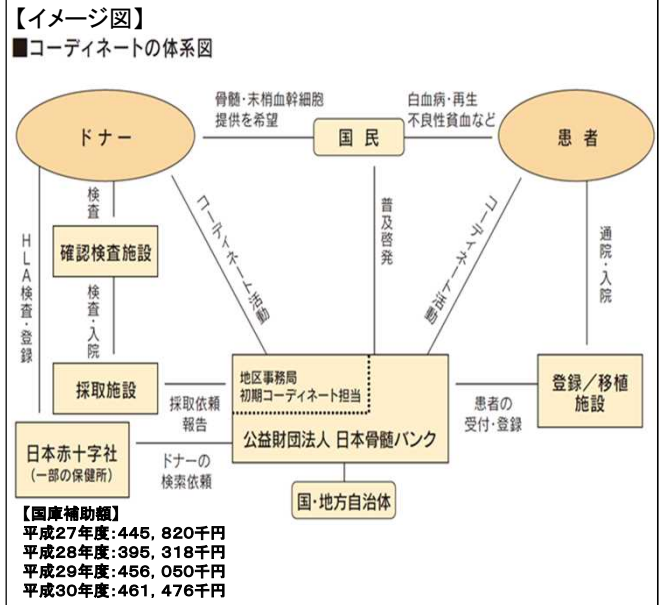 【イメージ図】
■コーディネートの体系図
ドナー
骨髄・末梢血幹細胞
提供を希望
国民
白血病・再生
不良性貧血など
患者
HLA検査・登録
検査
確認検査施設
検査・入院
採取施設
コーディネート活動
普及啓発
コーディネート活動
通院・入院
採取依頼
報告
地区事務局
初期コーディネート担当
公益財団法人 日本骨髄バンク
患者の
受付・登録
登録/移植
施設
日本赤十字社
(一部の保健所)
ドナーの
検索依頼
国・地方自治体
【国庫補助額】
平成27年度:445,820千円
平成28年度:395,318千円
平成29年度:456,050千円
平成30年度:461,476千円